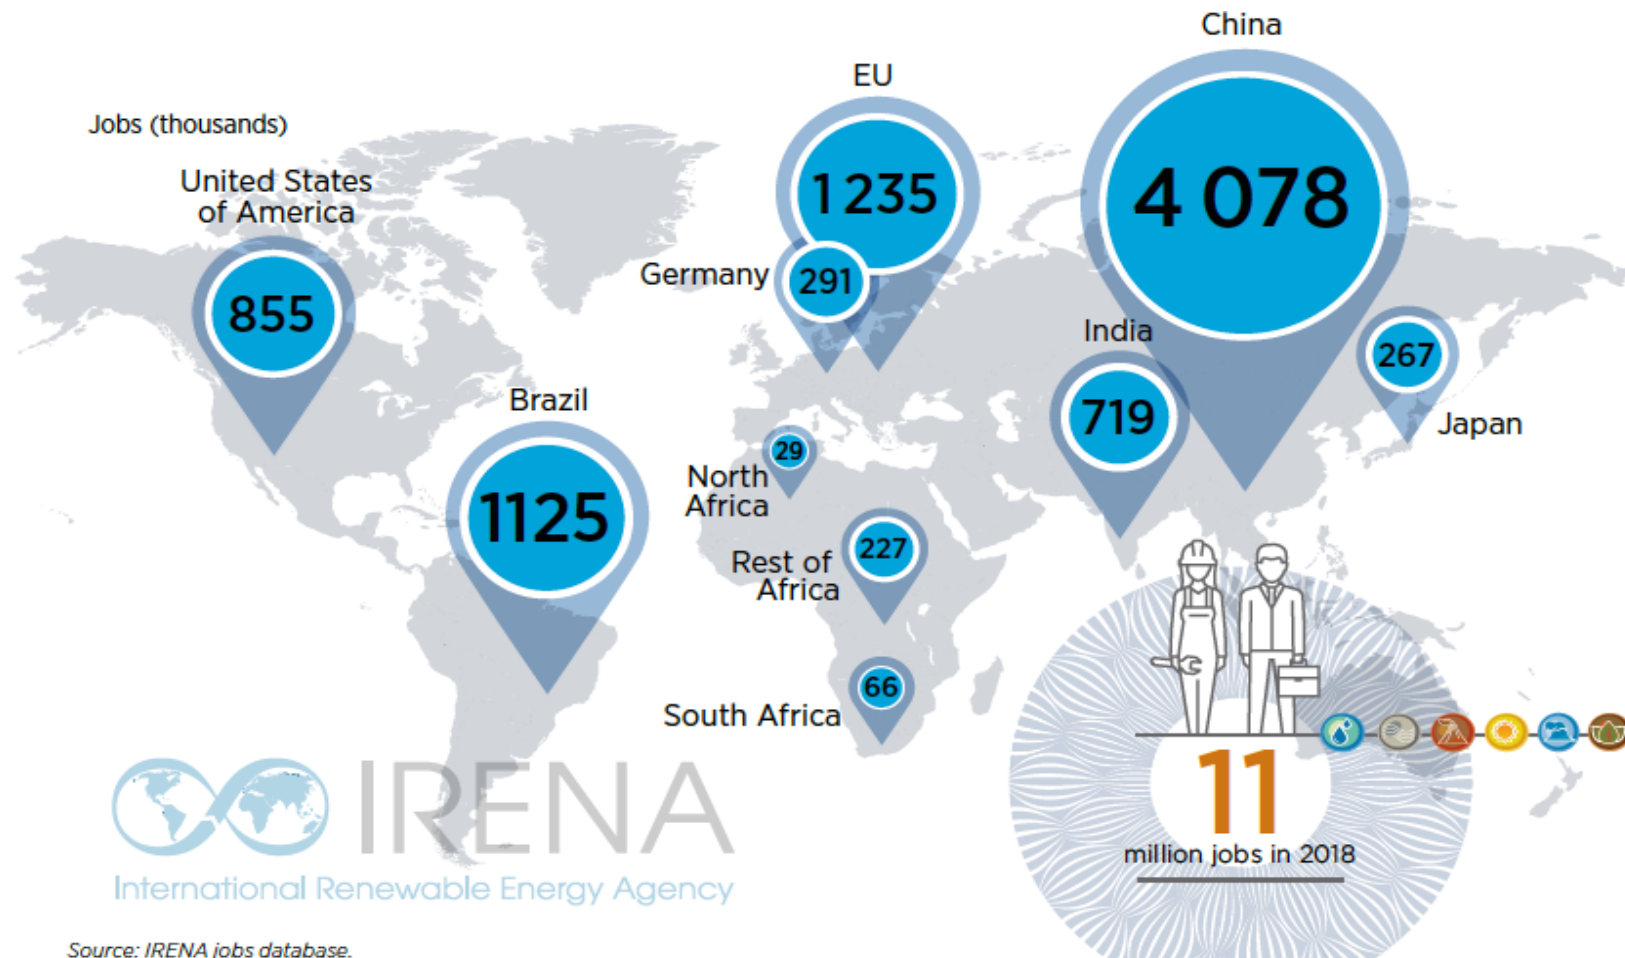 China
EU
Jobs (thousands)
United States
of America
1 235
4 078
Germany
291
855
India
267
Brazil
719
Japan
29
North
Africa
1125
227
Rest of
Africa
66
South Africa
IRENA
International Renewable Energy Agency
11
million jobs in 2018
Source: IRENA jobs database.